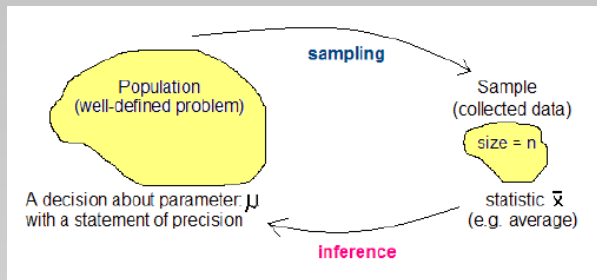 sampling
Population
(well-defined problem)
Sample
(collected data)
size = n
A decision about parameter: μ
with a statement of precision
statistic x̄
(e.g. average)
inference